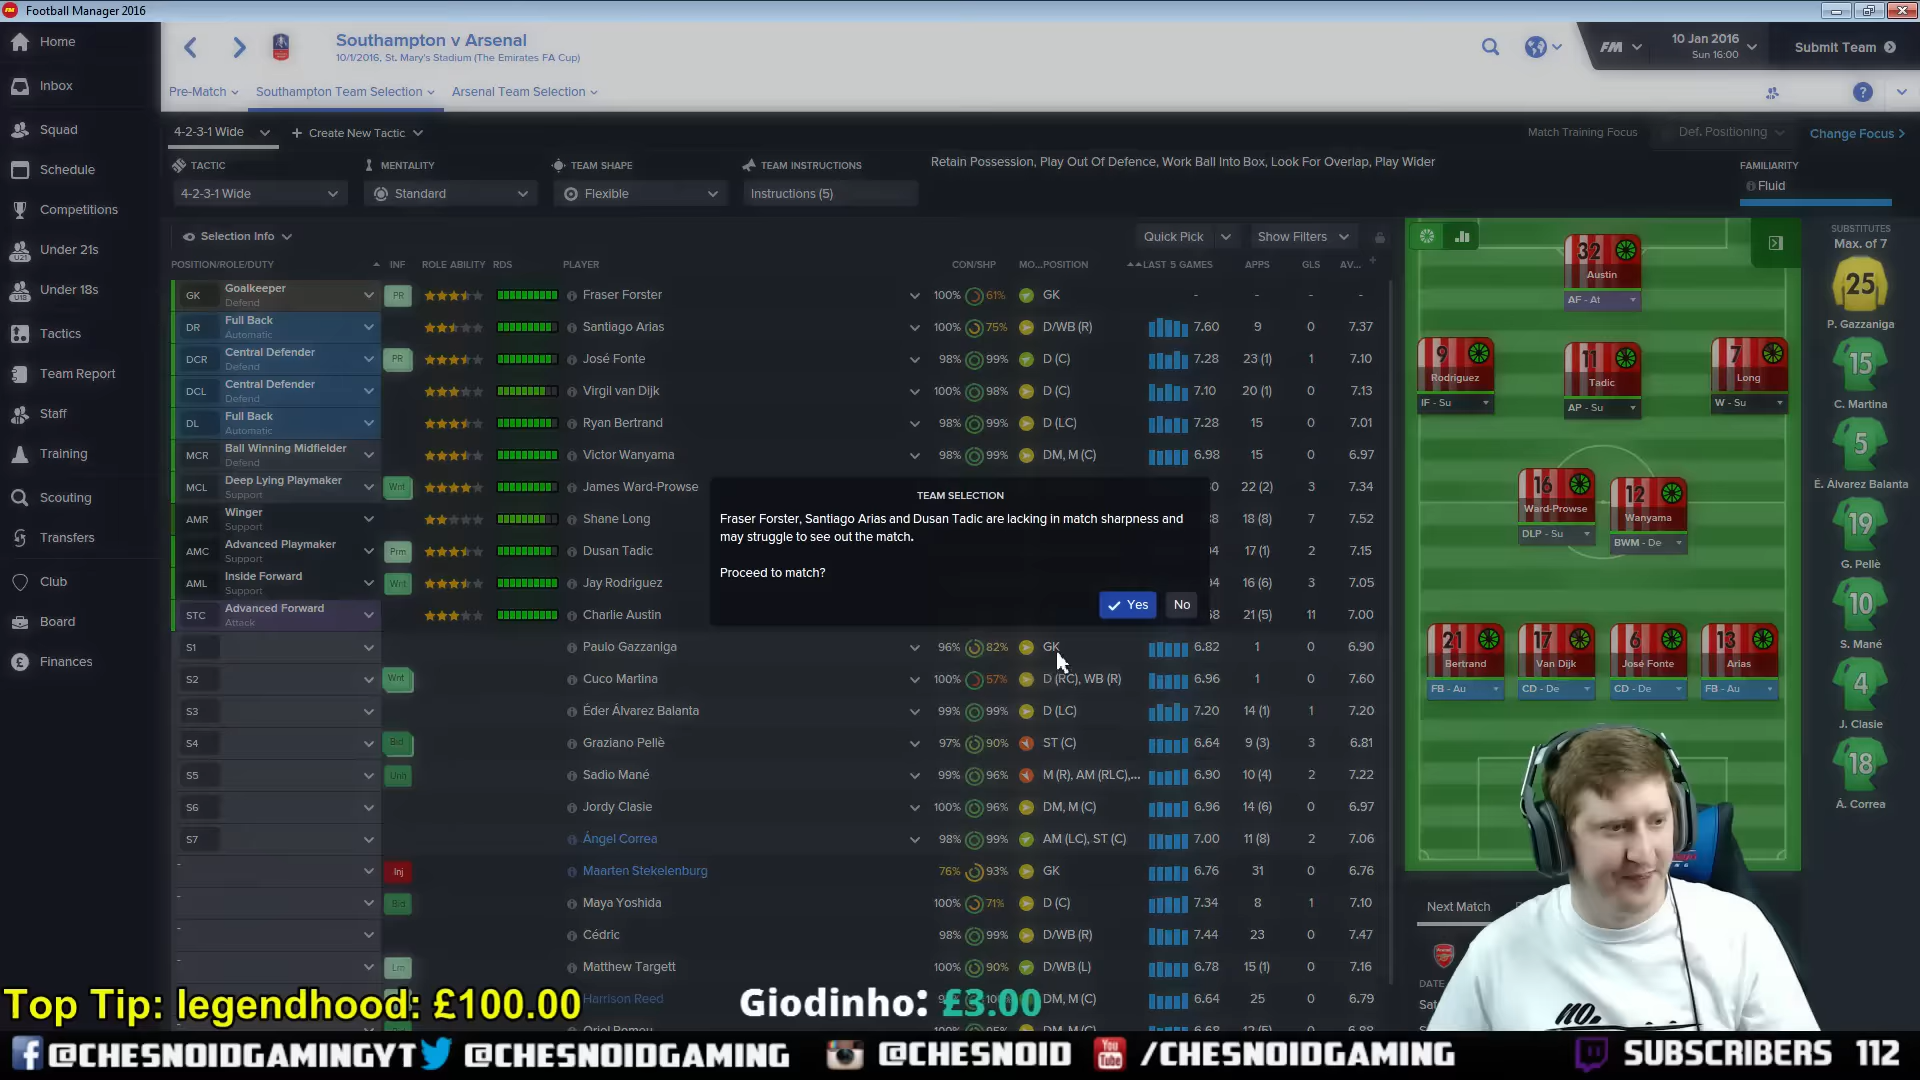 Football Manager 2016
Home
Inbox
Squad
Schedule
Competitions
Under 21s
Under 18s
Tactics
Team Report
Staff
Training
Scouting
Transfers
Club
Board
Finances
Southampton v Arsenal
10/1/2016, St. Mary's Stadium (The Emirates FA Cup)
FM
10 Jan 2016
Sun 16:00
Submit Team
Pre-Match
Southampton Team Selection
Arsenal Team Selection
4-2-3-1 Wide
Create New Tactic
Match Training Focus
Def. Positioning
Change Focus
TACTIC
MENTALITY
TEAM SHAPE
TEAM INSTRUCTIONS
Retain Possession, Play Out Of Defence, Work Ball Into Box, Look For Overlap, Play Wider
FAMILIARITY
Fluid
4-2-3-1 Wide
Standard
Flexible
Instructions (5)
Selection Info
Quick Pick
Show Filters
POSITION/ROLE/DUTY INF ROLE ABILITY RDS PLAYER CON/SHP MO... POSITION LAST 5 GAMES APPS GLS AV...
GK Goalkeeper Defend PR Fraser Forster 100% 61% GK - - - -
DR Full Back Automatic Santiago Arias 100% 75% D/WB (R) 7.60 9 0 7.37
DCR Central Defender Defend PR José Fonte 98% 99% D (C) 7.28 23 (1) 1 7.10
DCL Central Defender Defend Virgil van Dijk 100% 98% D (C) 7.10 20 (1) 0 7.13
DL Full Back Automatic Ryan Bertrand 98% 99% D (LC) 7.28 15 0 7.01
MCR Ball Winning Midfielder Defend Victor Wanyama 98% 99% DM, M (C) 6.98 15 0 6.97
MCL Deep Lying Playmaker Support Wnt James Ward-Prowse 22 (2) 3 7.34
AMR Winger Support Shane Long 18 (8) 7 7.52
AMC Advanced Playmaker Support Prm Dusan Tadic 17 (1) 2 7.15
AML Inside Forward Support Wnt Jay Rodriguez 16 (6) 3 7.05
STC Advanced Forward Attack Charlie Austin 21 (5) 11 7.00
S1 Paulo Gazzaniga 96% 82% GK 6.82 1 0 6.90
S2 Wnt Cuco Martina 100% 57% D (RC), WB (R) 6.96 1 0 7.60
S3 Éder Álvarez Balanta 99% 99% D (LC) 7.20 14 (1) 1 7.20
S4 Bid Graziano Pellè 97% 90% ST (C) 6.64 9 (3) 3 6.81
S5 Unh Sadio Mané 99% 96% M (R), AM (RLC),... 6.90 10 (4) 2 7.22
S6 Jordy Clasie 100% 96% DM, M (C) 6.96 14 (6) 0 6.97
S7 Ángel Correa 98% 99% AM (LC), ST (C) 7.00 11 (8) 2 7.06
- Inj Maarten Stekelenburg 76% 93% GK 6.76 31 0 6.76
- Bid Maya Yoshida 100% 71% D (C) 7.34 8 1 7.10
- Cédric 98% 99% D/WB (R) 7.44 23 0 7.47
- Lrn Matthew Targett 100% 90% D/WB (L) 6.78 15 (1) 0 7.16
- Harrison Reed DM, M (C) 6.64 25 0 6.79
Oriol Romeu
TEAM SELECTION
Fraser Forster, Santiago Arias and Dusan Tadic are lacking in match sharpness and
may struggle to see out the match.
Proceed to match?
Yes
No
32
Austin
AF - At
9
Rodriguez
IF - Su
11
Tadic
AP - Su
7
Long
W - Su
16
Ward-Prowse
DLP - Su
12
Wanyama
BWM - De
21
Bertrand
FB - Au
17
Van Dijk
CD - De
6
José Fonte
CD - De
13
Arias
FB - Au
SUBSTITUTES
Max. of 7
25
P. Gazzaniga
15
C. Martina
5
É. Álvarez Balanta
19
G. Pellè
10
S. Mané
4
J. Clasie
18
Á. Correa
Next Match
DATE
Top Tip: legendhood: £100.00
Giodinho: £3.00
@CHESNOIDGAMINGYT
@CHESNOIDGAMING
@CHESNOID
You Tube
/CHESNOIDGAMING
SUBSCRIBERS 112